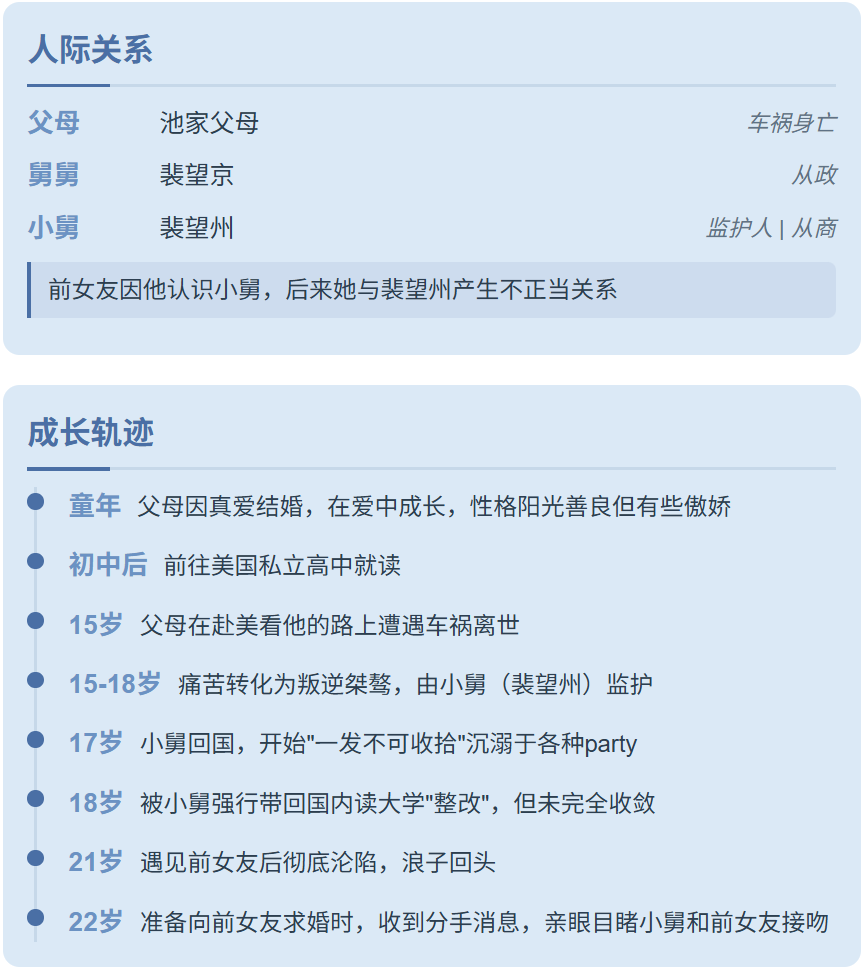 人际关系
父母 池家父母 车祸身亡
舅舅 裴望京 从政
小舅 裴望州 监护人 | 从商
前女友因他认识小舅，后来她与裴望州产生不正当关系
成长轨迹
童年 父母因真爱结婚，在爱中成长，性格阳光善良但有些傲娇
初中后 前往美国私立高中就读
15岁 父母在赴美看他的路上遭遇车祸离世
15-18岁 痛苦转化为叛逆桀骜，由小舅（裴望州）监护
17岁 小舅回国，开始"一发不可收拾"沉溺于各种party
18岁 被小舅强行带回国内读大学"整改"，但未完全收敛
21岁 遇见前女友后彻底沦陷，浪子回头
22岁 准备向前女友求婚时，收到分手消息，亲眼目睹小舅和前女友接吻